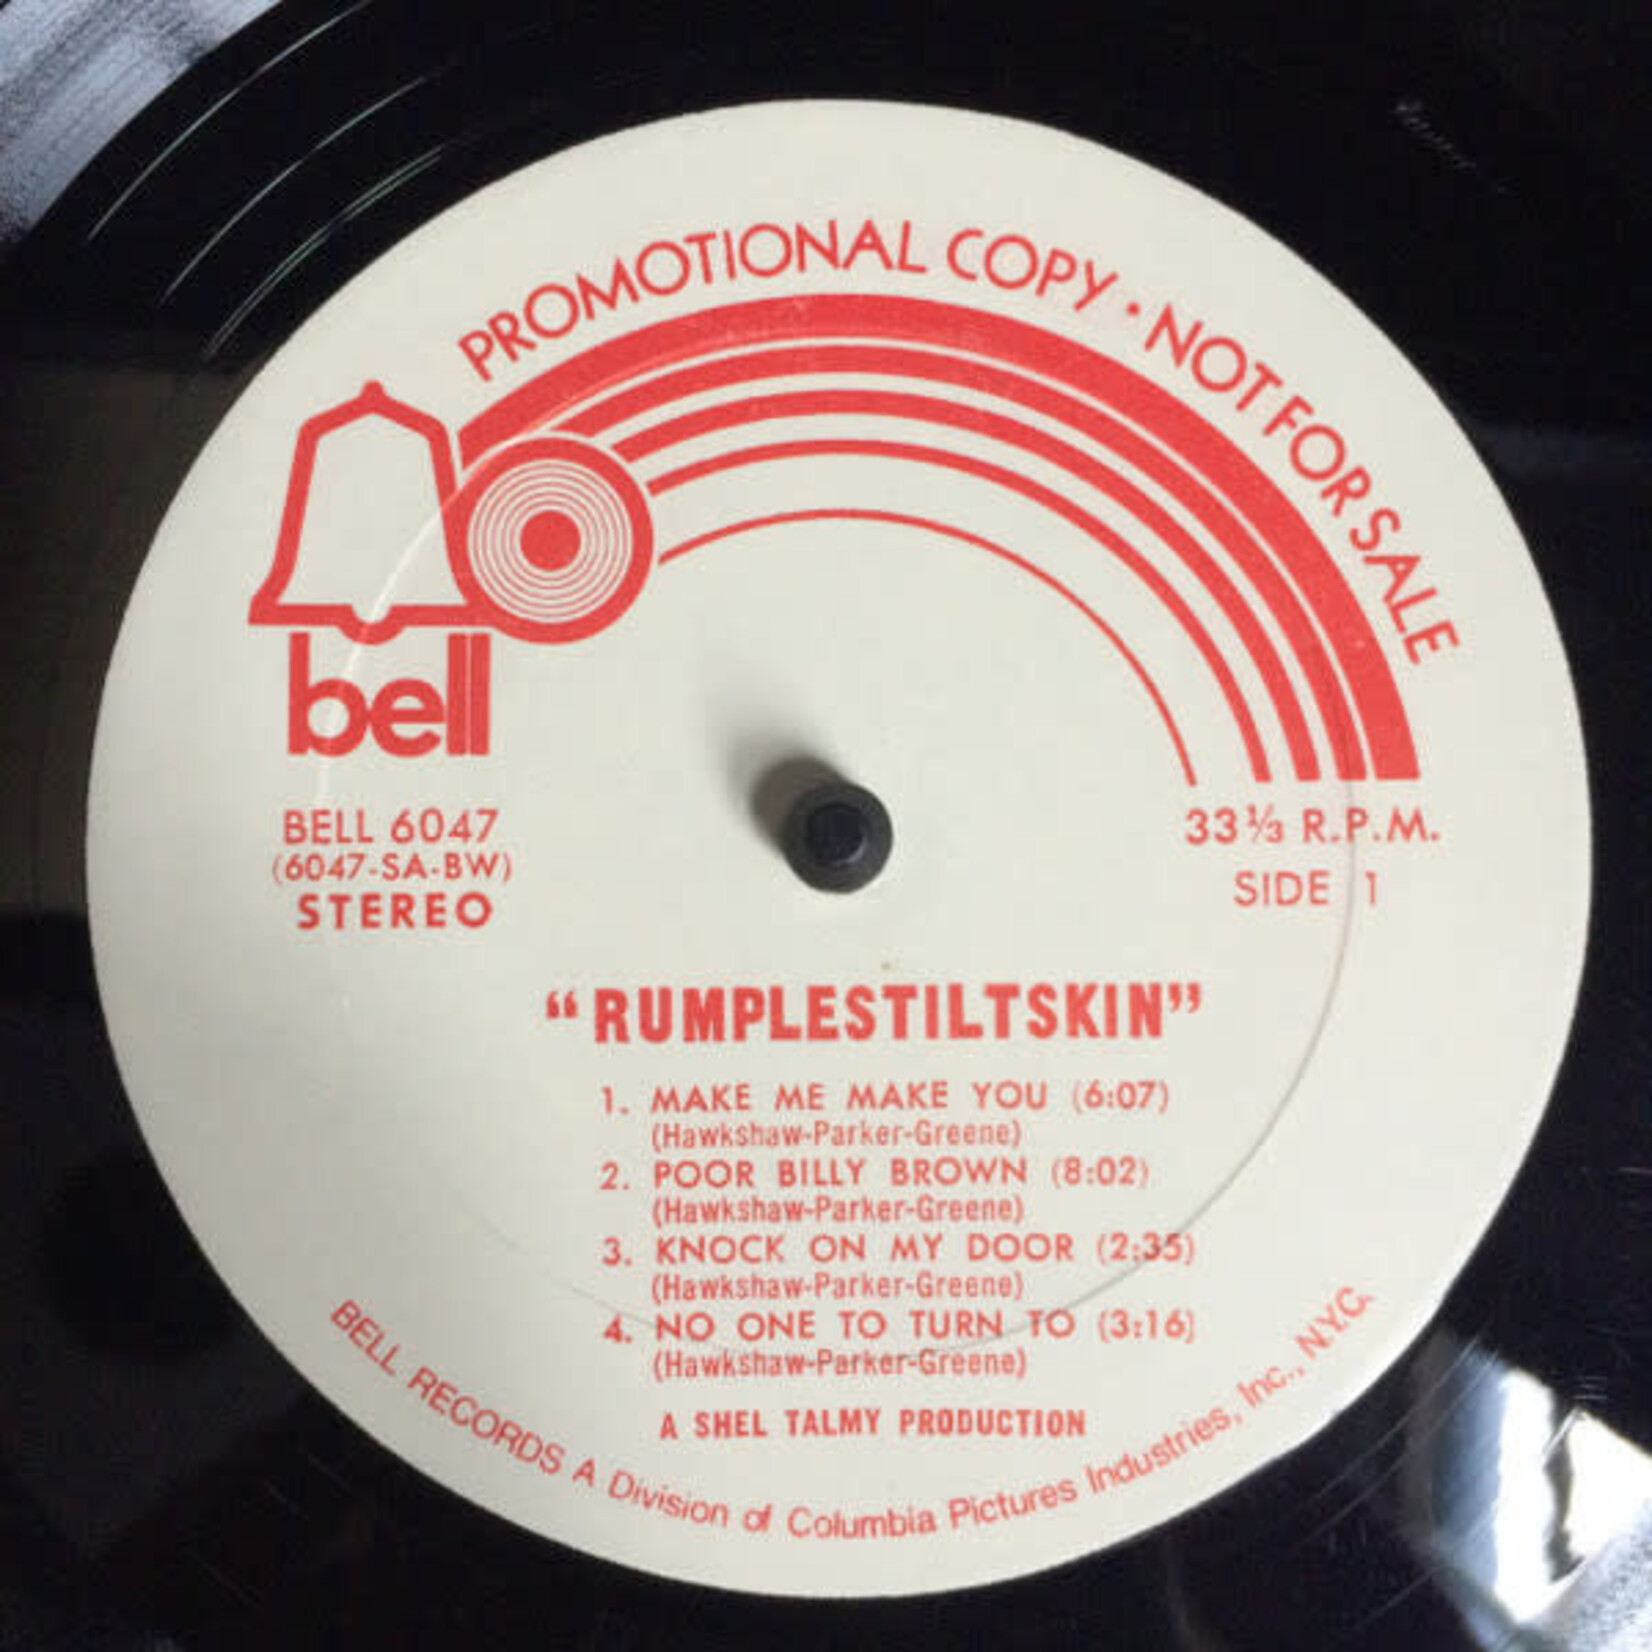 PROMOTIONAL COPY · NOT FOR SALE
bell
BELL 6047
(6047-SA-BW)
STEREO
33⅓ R.P.M.
SIDE 1
“RUMPLESTILTSKIN”
1. MAKE ME MAKE YOU (6:07)
(Hawkshaw-Parker-Greene)
2. POOR BILLY BROWN (8:02)
(Hawkshaw-Parker-Greene)
3. KNOCK ON MY DOOR (2:35)
(Hawkshaw-Parker-Greene)
4. NO ONE TO TURN TO (3:16)
(Hawkshaw-Parker-Greene)
A SHEL TALMY PRODUCTION
BELL RECORDS A Division of Columbia Pictures Industries, Inc., N.Y.C.